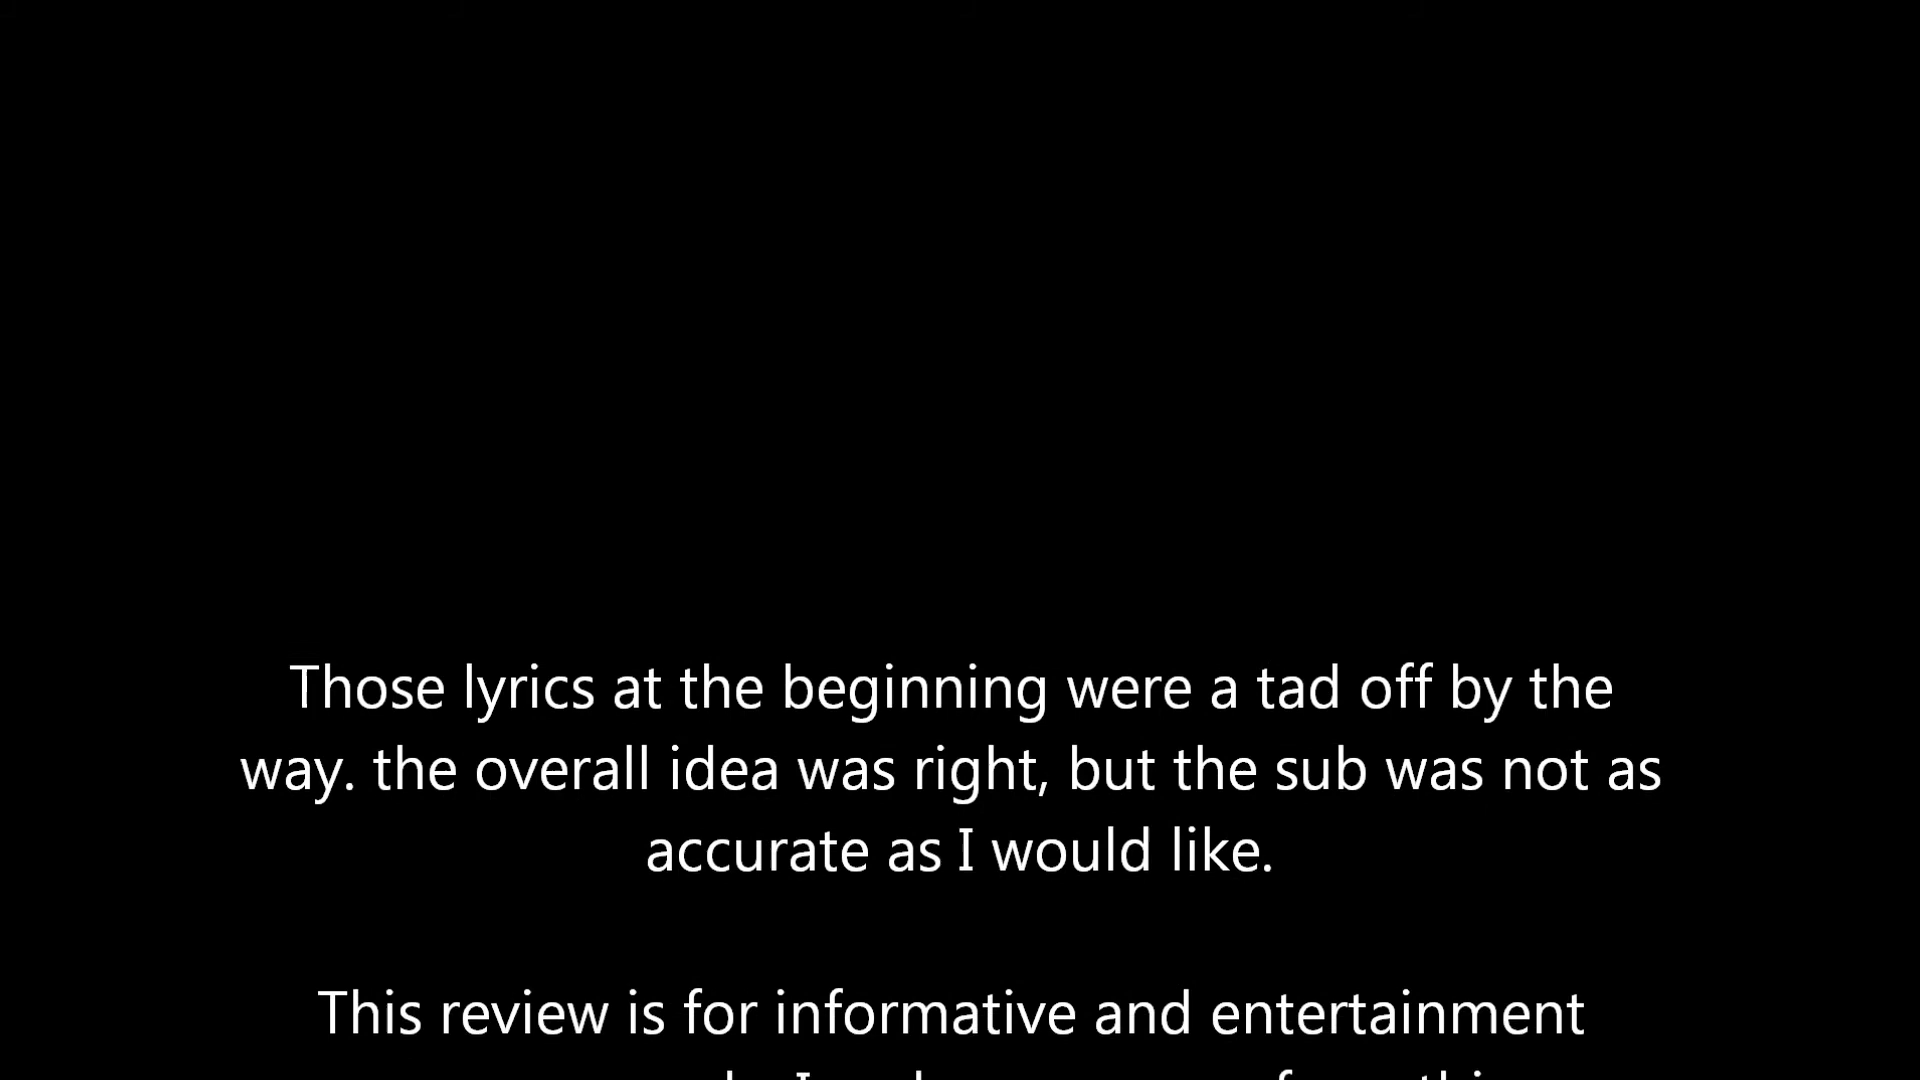 Those lyrics at the beginning were a tad off by the
way. the overall idea was right, but the sub was not as
accurate as I would like.
This review is for informative and entertainment